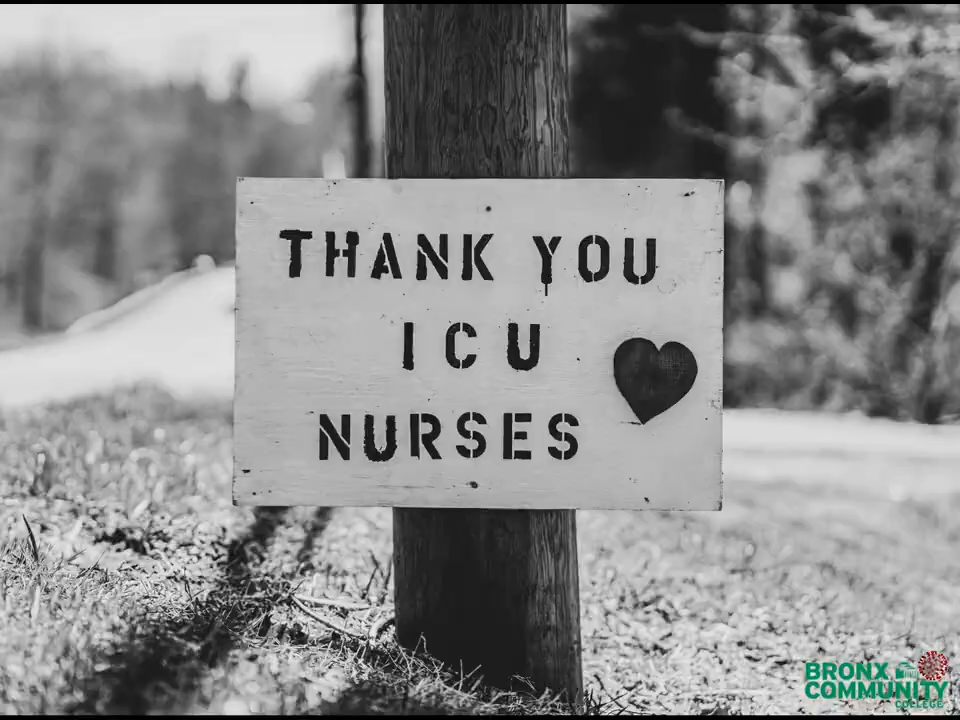 THANK YOU
ICU
NURSES
BRONX
COMMUNITY
COLLEGE